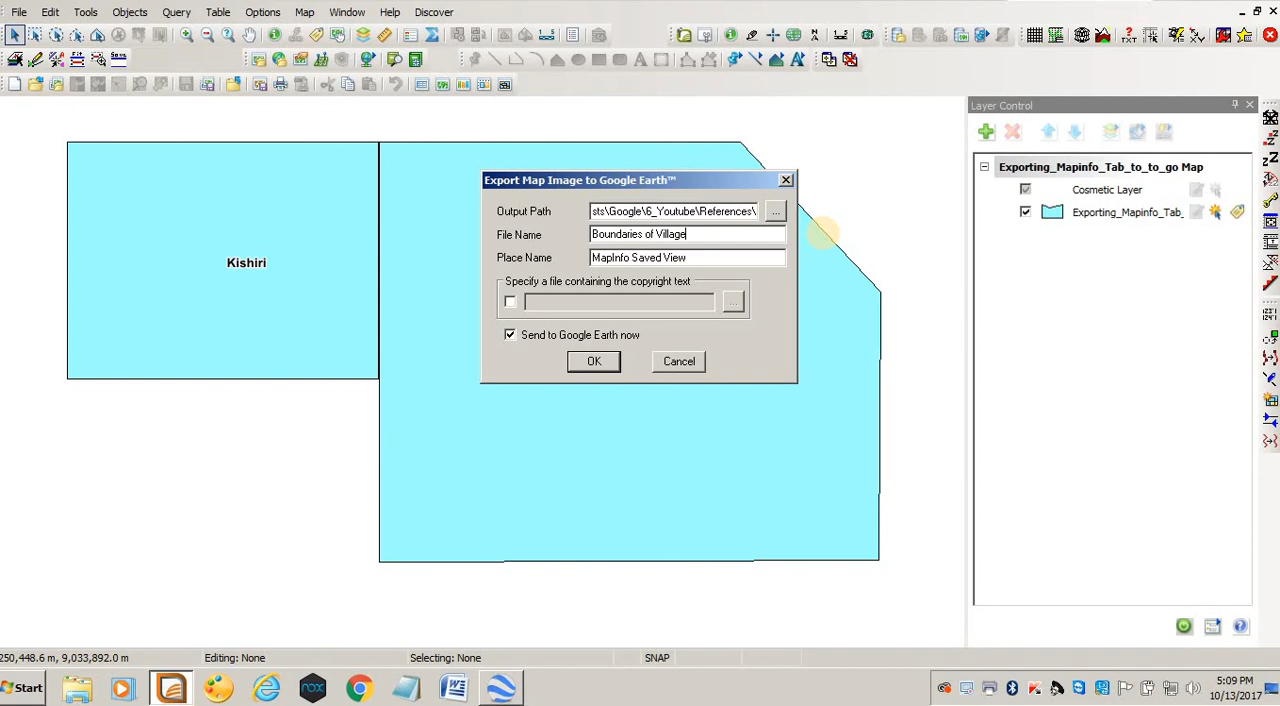 File Edit Tools Objects Query Table Options Map Window Help Discover
Layer Control
Exporting_Mapinfo_Tab_to_to_go Map
Cosmetic Layer
Exporting_Mapinfo_Tab_
Kishiri
Export Map Image to Google Earth™
Output Path sts\Google\6_Youtube\References\ ...
File Name Boundaries of Village
Place Name MapInfo Saved View
Specify a file containing the copyright text
...
Send to Google Earth now
OK Cancel
250,448.6 m, 9,033,892.0 m Editing: None Selecting: None SNAP
Start
nox
5:09 PM
10/13/2017